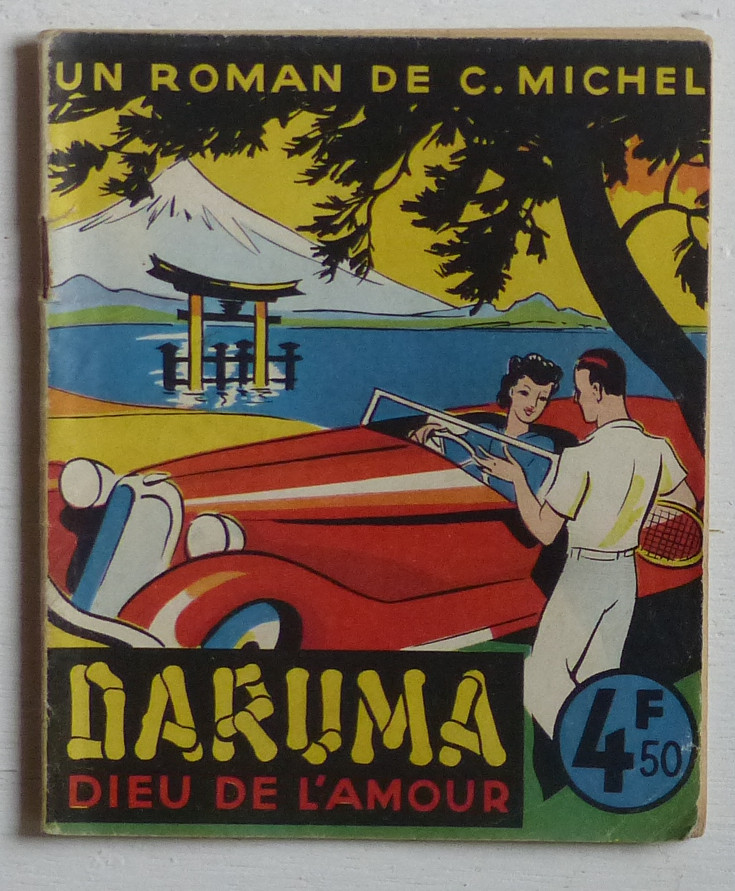 UN ROMAN DE C. MICHEL
DARUMA
DIEU DE L'AMOUR
4F50